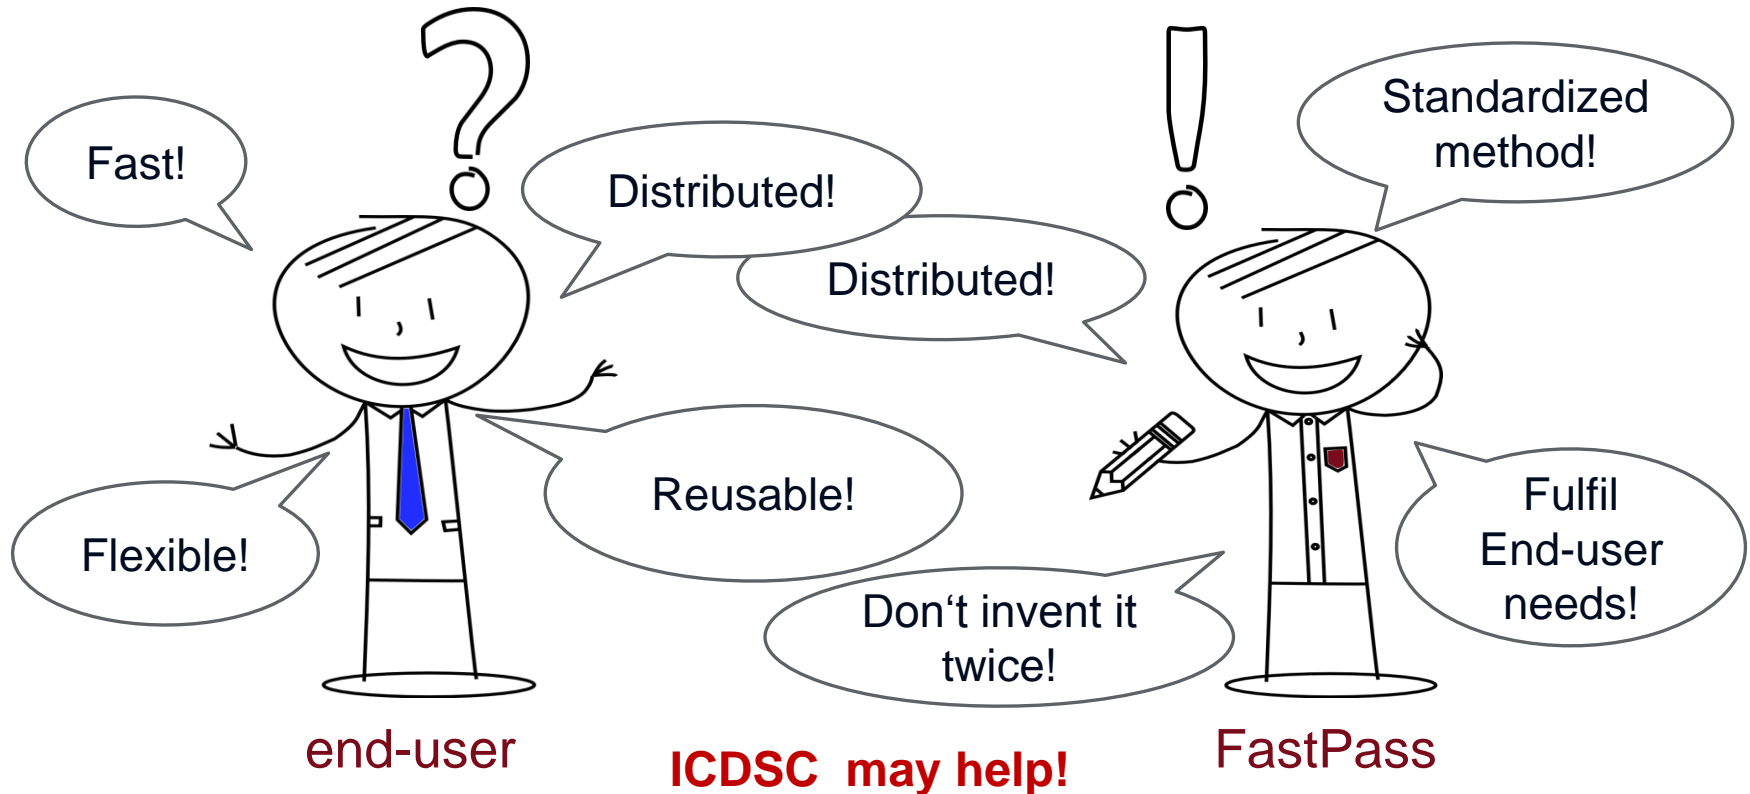 Fast!
Distributed!
Standardized
method!
Distributed!
Reusable!
Flexible!
Fulfil
End-user
needs!
Don‘t invent it
twice!
end-user
FastPass
ICDSC  may help!